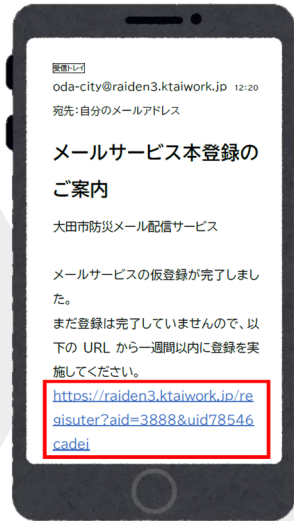 受信トレイ
oda-city@raiden3.ktaiwork.jp 12:20
宛先：自分のメールアドレス
メールサービス本登録の
ご案内
大田市防災メール配信サービス
メールサービスの仮登録が完了しまし
た。
まだ登録は完了していませんので、以
下の URL から一週間以内に登録を実
施してください。
https://raiden3.ktaiwork.jp/re
gisuter?aid=3888&uid78546
cadei